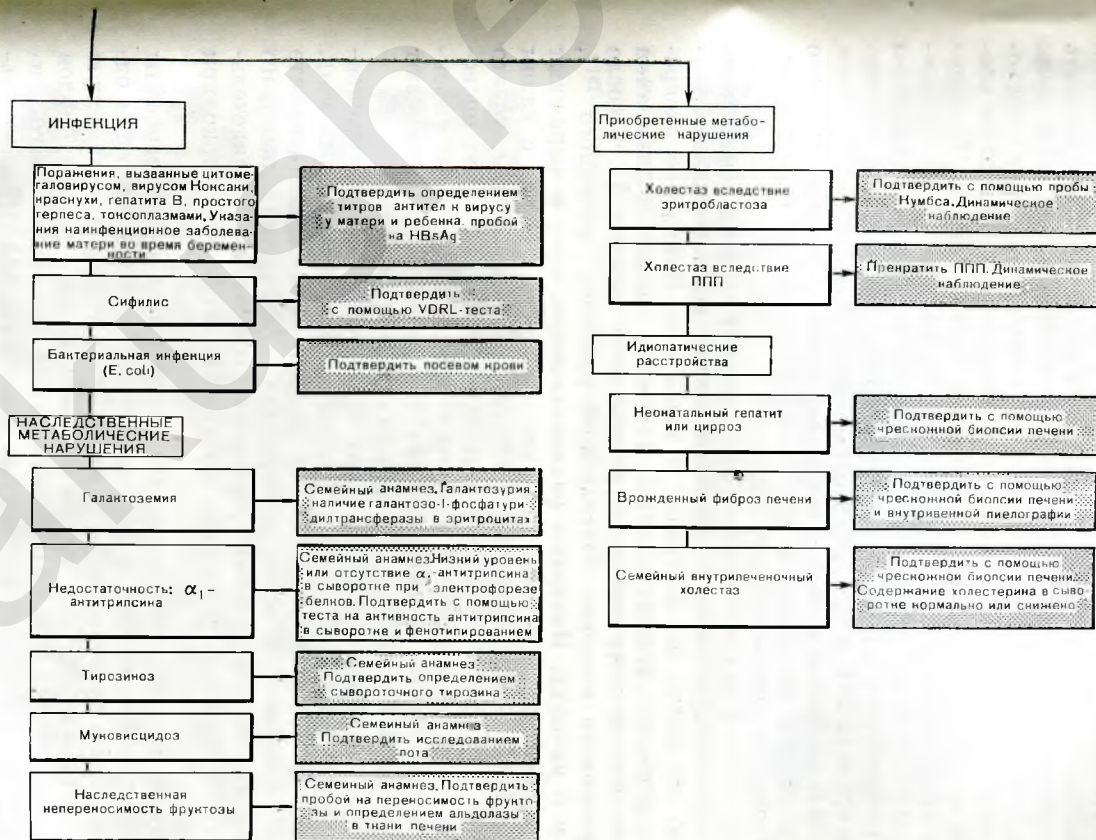 ИНФЕКЦИЯ
Поражения, вызванные цитоме-
галовирусом, вирусом Коксаки,
краснухи, гепатита В, простого
герпеса, токсоплазмами. Указа-
ния на инфекционное заболева-
ние матери во время беремен-
ности
Подтвердить определением
титров антител к вирусу
у матери и ребенка, пробой
на HBsAg
Сифилис
Подтвердить
с помощью VDRL-теста
Бактериальная инфекция
(E. coli)
Подтвердить посевом крови
НАСЛЕДСТВЕННЫЕ
МЕТАБОЛИЧЕСКИЕ
НАРУШЕНИЯ
Галактоземия
Семейный анамнез. Галактозурия
наличие галактозо-I-фосфатури-
дилтрансферазы в эритроцитах
Недостаточность: α₁-
антитрипсина
Семейный анамнез. Низкий уровень
или отсутствие α₁-антитрипсина
в сыворотке при электрофорезе
белков. Подтвердить с помощью
теста на активность антитрипсина
в сыворотке и фенотипированием
Тирозиноз
Семейный анамнез
Подтвердить определением
сывороточного тирозина
Муковисцидоз
Семейный анамнез
Подтвердить исследованием
пота
Наследственная
непереносимость фруктозы
Семейный анамнез. Подтвердить
пробой на переносимость фрукто-
зы и определением альдолазы
в ткани печени
Приобретенные метабо-
лические нарушения
Холестаз вследствие
эритробластоза
Подтвердить с помощью пробы
Кумбса. Динамическое
наблюдение
Холестаз вследствие
ППП
Прекратить ППП. Динамическое
наблюдение
Идиопатические
расстройства
Неонатальный гепатит
или цирроз
Подтвердить с помощью
чрескожной биопсии печени
Врожденный фиброз печени
Подтвердить с помощью
чрескожной биопсии печени
и внутривенной пиелографии
Семейный внутрипеченочный
холестаз
Подтвердить с помощью
чрескожной биопсии печени.
Содержание холестерина в сыво
ротке нормально или снижено